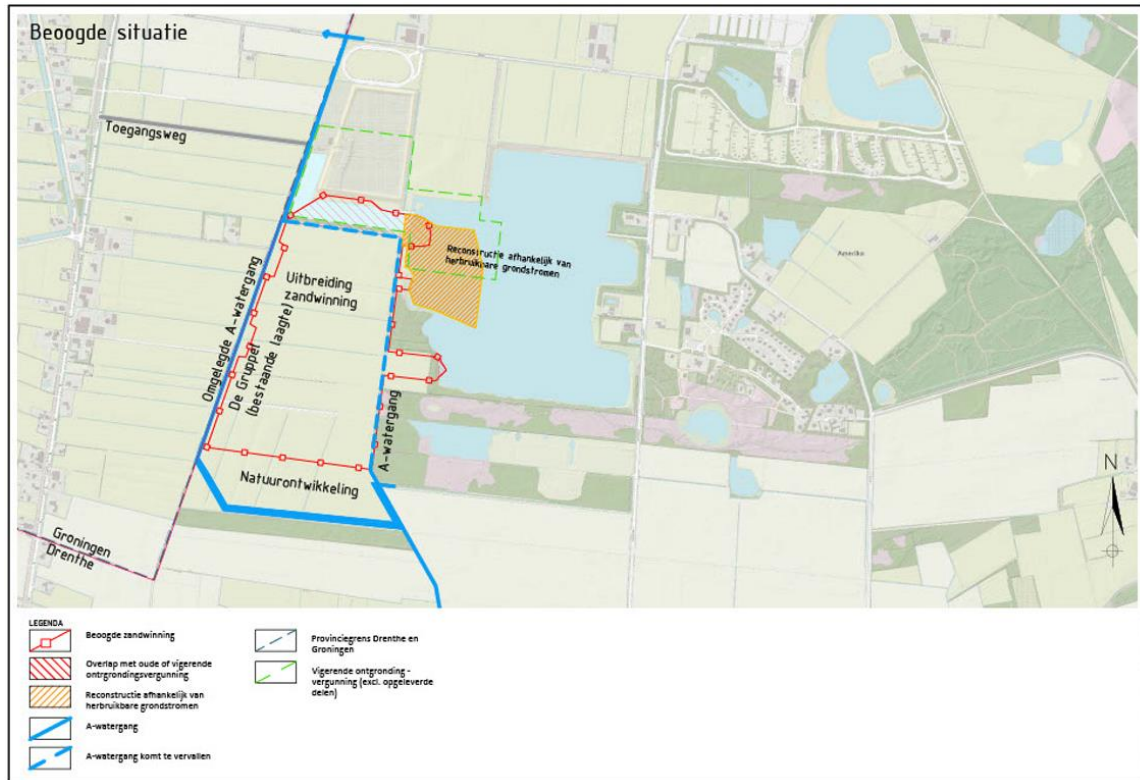 Beoogde situatie
Toegangsweg
Omgelegde A-watergang
De Gruppel
(bestaande laagte)
Uitbreiding
zandwinning
Reconstructie afhankelijk van
herbruikbare grondstromen
Amerika
A-watergang
Natuurontwikkeling
Groningen
Drenthe
N
LEGENDA
Beoogde zandwinning
Overlap met oude of vigerende
ontgrondingsvergunning
Reconstructie afhankelijk van
herbruikbare grondstromen
A-watergang
A-watergang komt te vervallen
Provinciegrens Drenthe en
Groningen
Vigerende ontgronding -
vergunning (excl. opgeleverde
delen)